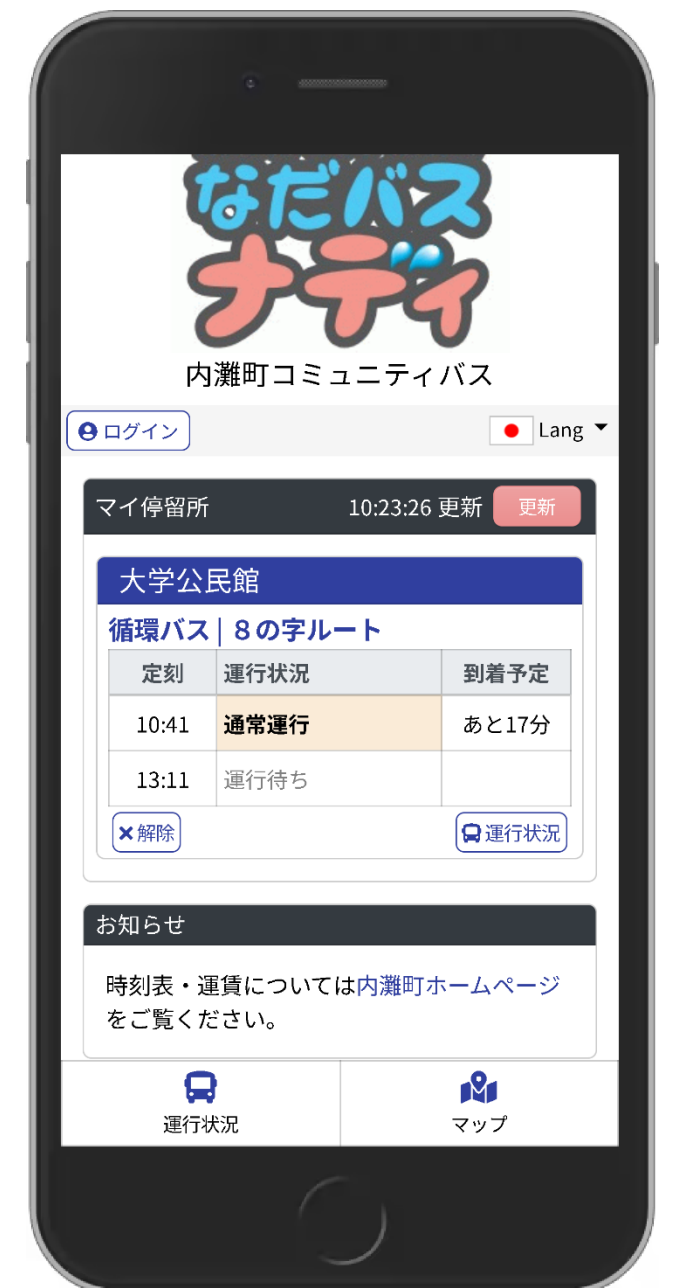 なだバス
ナディ
内灘町コミュニティバス
ログイン
Lang
マイ停留所 10:23:26 更新 更新
大学公民館
循環バス | 8の字ルート
定刻 運行状況 到着予定
10:41 通常運行 あと17分
13:11 運行待ち
解除 運行状況
お知らせ
時刻表・運賃については内灘町ホームページ
をご覧ください。
運行状況 マップ